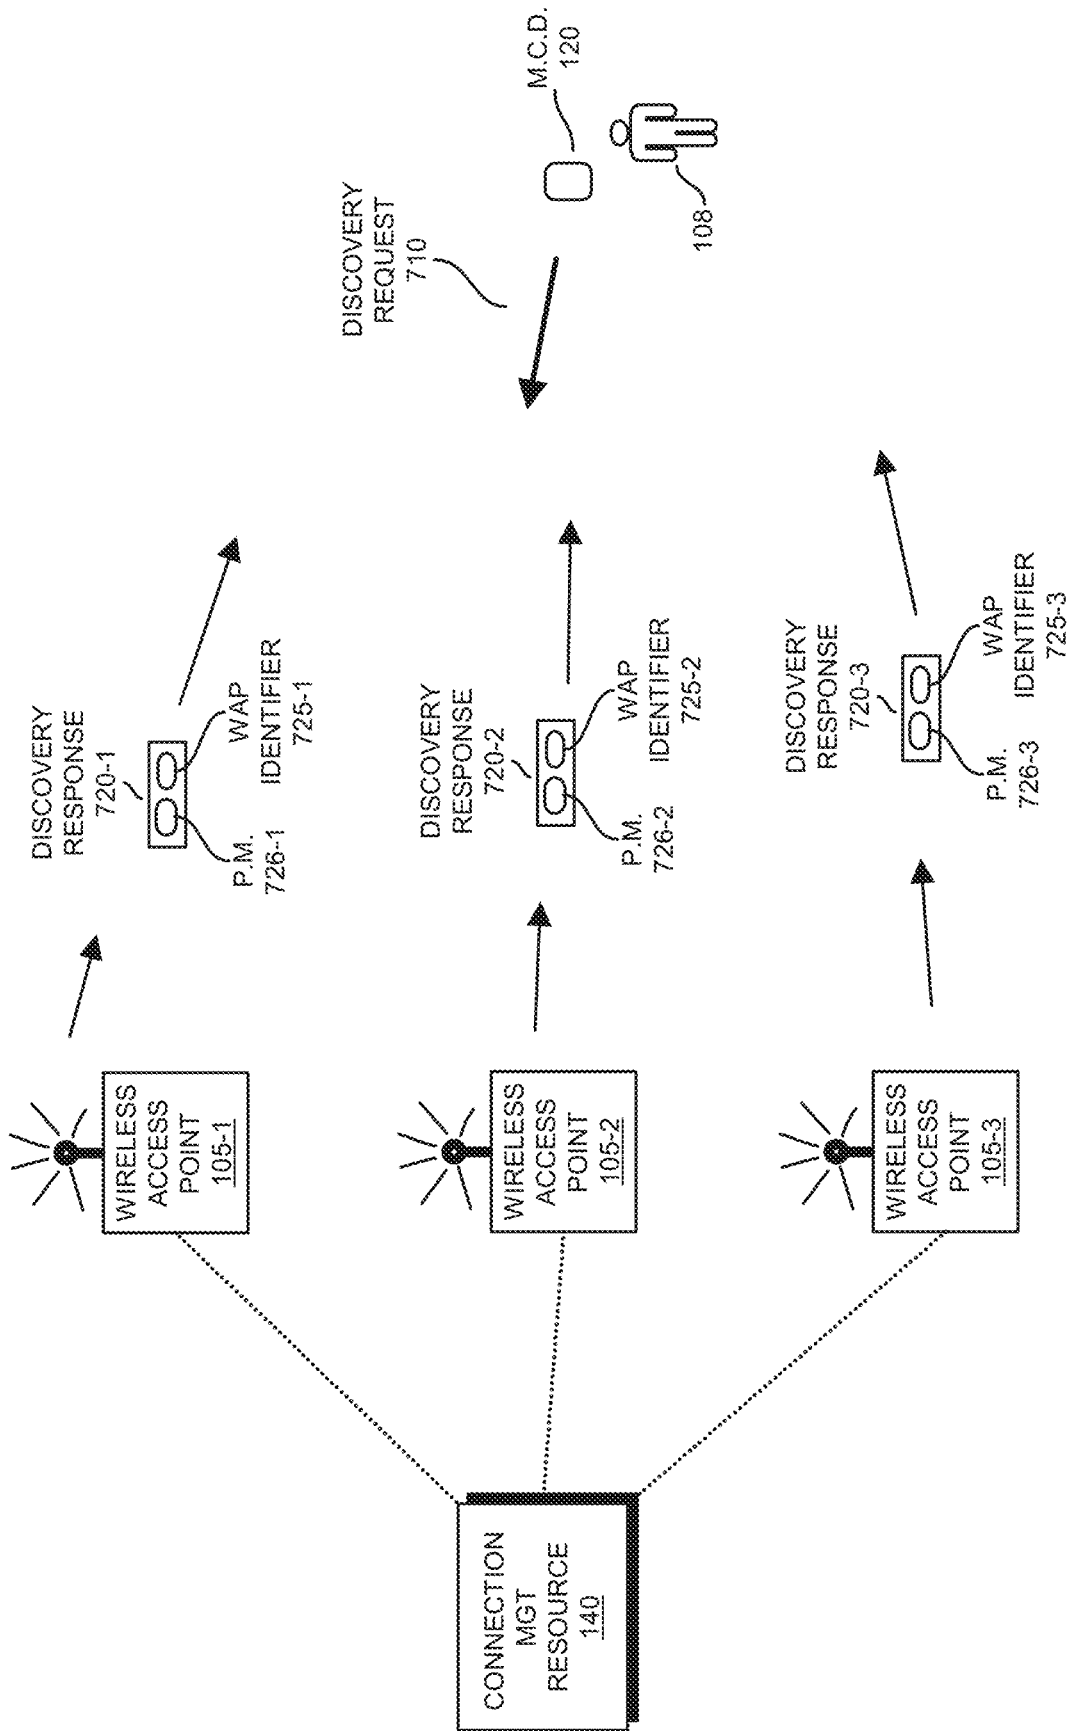 CONNECTION
MGT
RESOURCE
140
WIRELESS
ACCESS
POINT
105-1
WIRELESS
ACCESS
POINT
105-2
WIRELESS
ACCESS
POINT
105-3
DISCOVERY
RESPONSE
720-1
P.M.
726-1
WAP
IDENTIFIER
725-1
DISCOVERY
RESPONSE
720-2
P.M.
726-2
WAP
IDENTIFIER
725-2
DISCOVERY
RESPONSE
720-3
P.M.
726-3
WAP
IDENTIFIER
725-3
DISCOVERY
REQUEST
710
M.C.D.
120
108